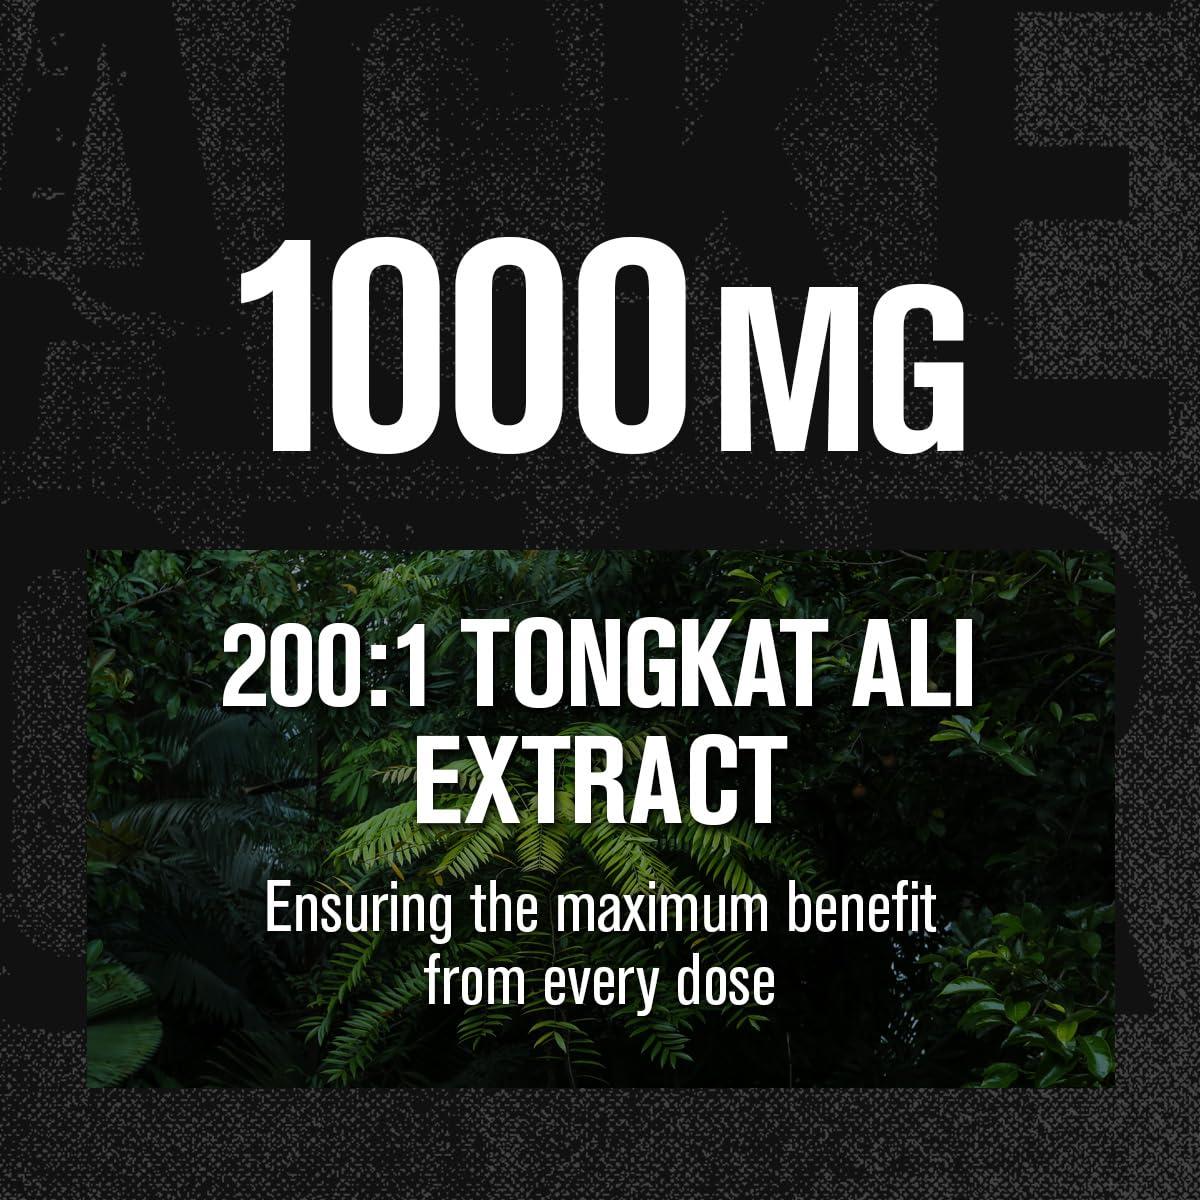 1000 MG
200:1 TONGKAT ALI
EXTRACT
Ensuring the maximum benefit
from every dose